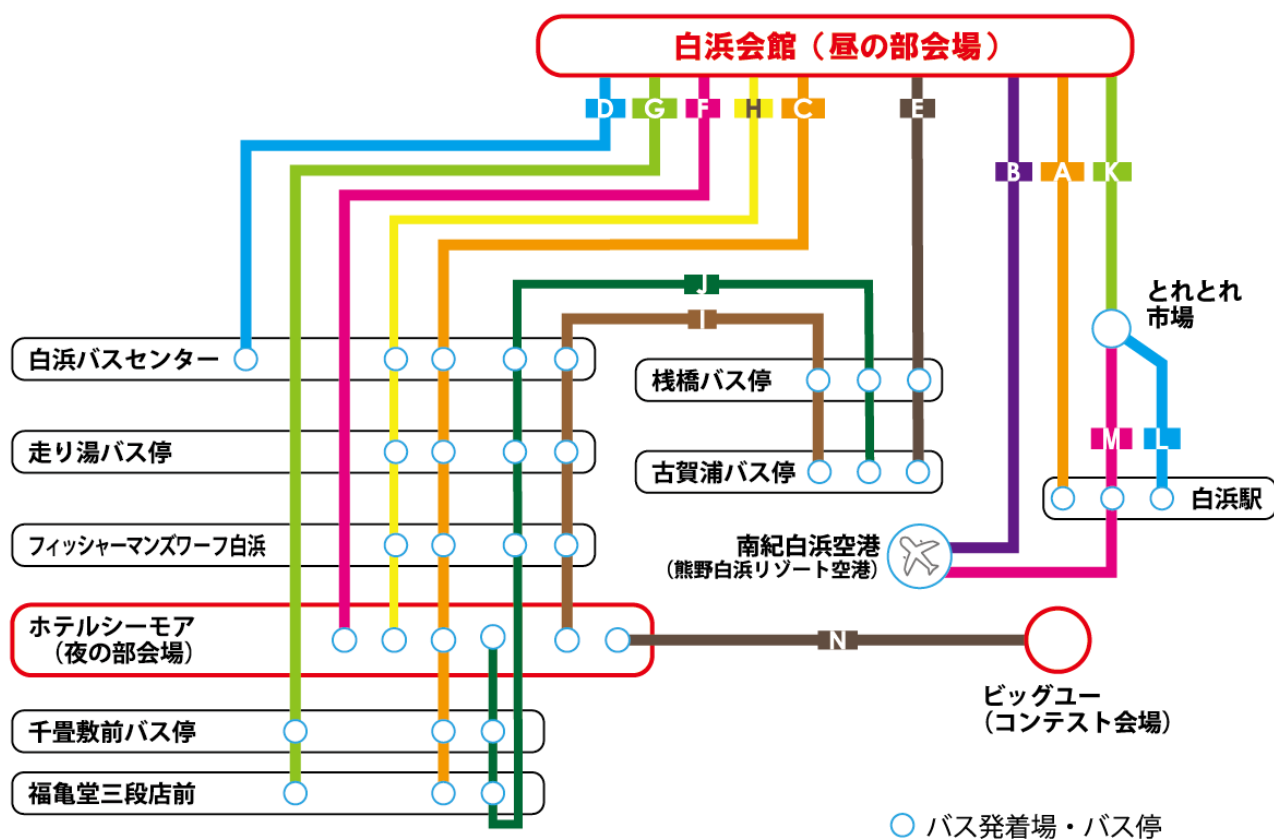 白浜会館（昼の部会場）
D
G
F
H
C
E
B
A
K
J
I
とれとれ
市場
白浜バスセンター
桟橋バス停
走り湯バス停
M
L
古賀浦バス停
白浜駅
フィッシャーマンズワーフ白浜
南紀白浜空港
（熊野白浜リゾート空港）
ホテルシーモア
（夜の部会場）
N
ビッグユー
（コンテスト会場）
千畳敷前バス停
福亀堂三段店前
バス発着場・バス停